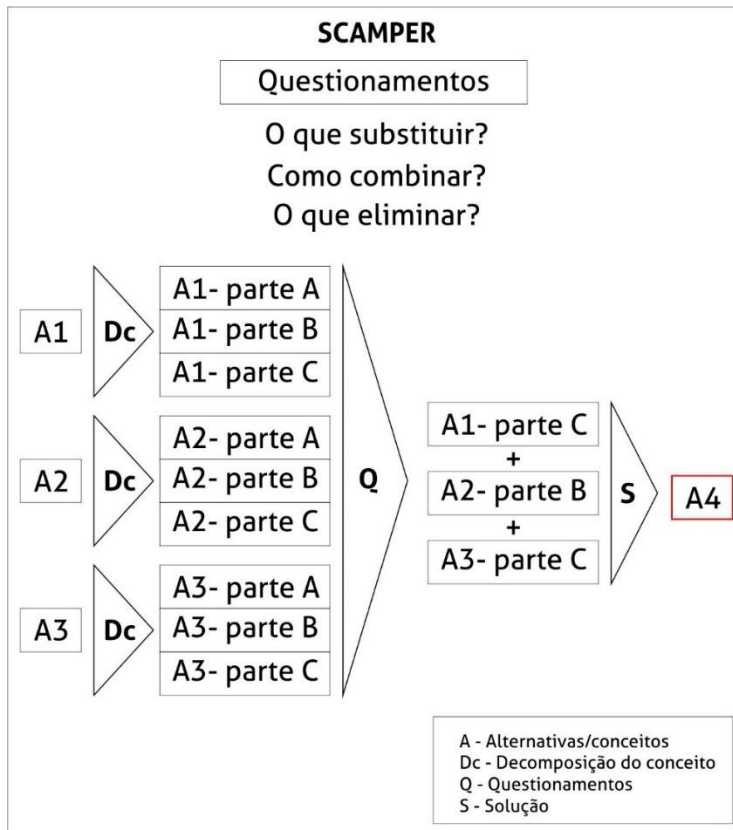 SCAMPER
Questionamentos
O que substituir?
Como combinar?
O que eliminar?
A1
Dc
A1- parte A
A1- parte B
A1- parte C
A2
Dc
A2- parte A
A2- parte B
A2- parte C
A3
Dc
A3- parte A
A3- parte B
A3- parte C
Q
A1- parte C
+
A2- parte B
+
A3- parte C
S
A4
A - Alternativas/conceitos
Dc - Decomposição do conceito
Q - Questionamentos
S - Solução